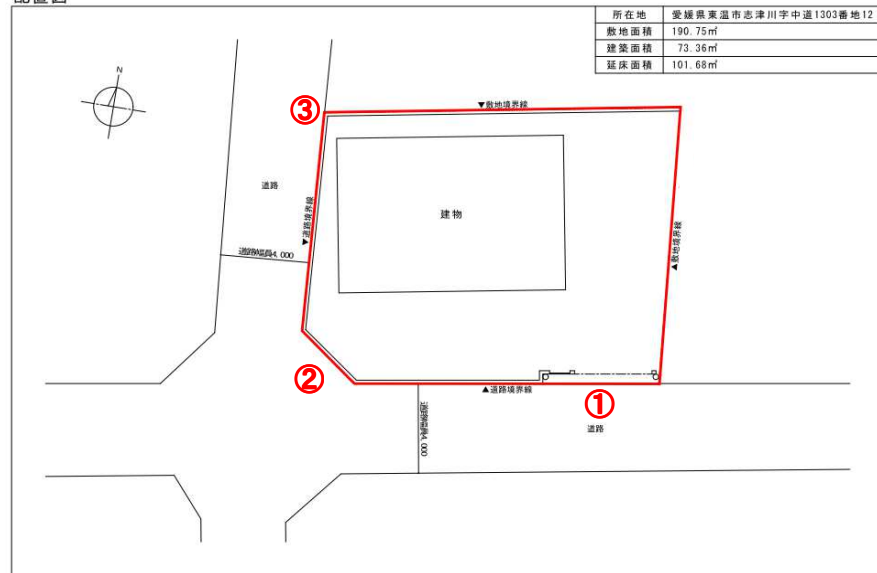 配置図
所在地 愛媛県東温市志津川字中道1303番地12
敷地面積 190.75㎡
建築面積 73.36㎡
延床面積 101.68㎡
N
③
▼敷地境界線
道路
▼道路境界線
建物
▲敷地境界線
道路幅員4,000
②
▲道路境界線
①
道路幅員4,000
道路